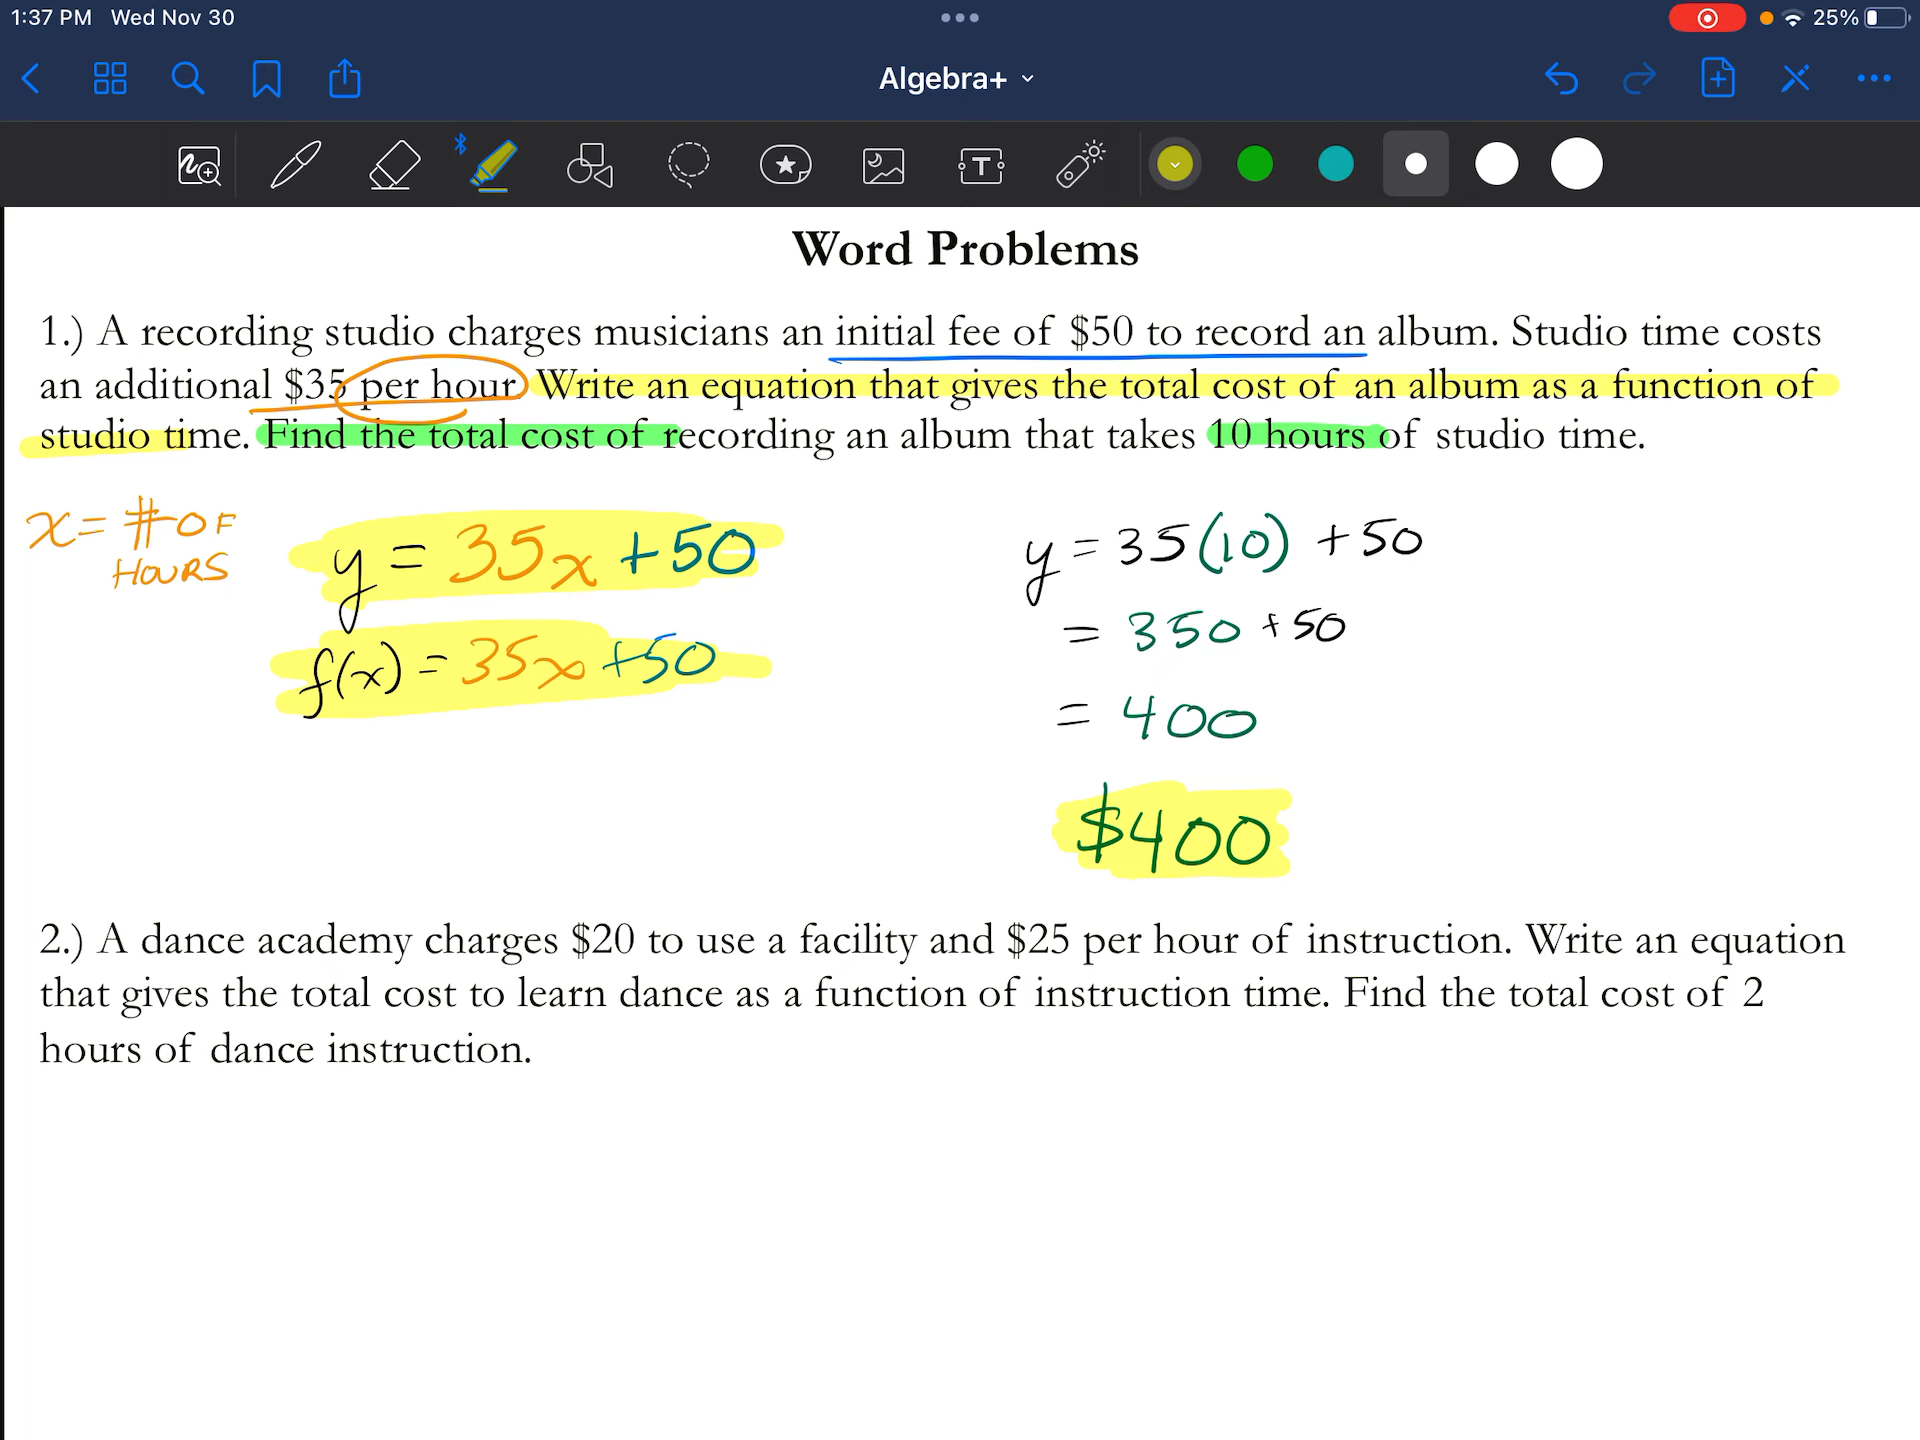 1:37 PM Wed Nov 30
25%
Algebra+
T
Word Problems
1.) A recording studio charges musicians an initial fee of $50 to record an album. Studio time costs
an additional $35 per hour. Write an equation that gives the total cost of an album as a function of
studio time. Find the total cost of recording an album that takes 10 hours of studio time.
x = # OF
HOURS
y = 35x + 50
f(x) = 35x + 50
y = 35(10) + 50
= 350 + 50
= 400
$400
2.) A dance academy charges $20 to use a facility and $25 per hour of instruction. Write an equation
that gives the total cost to learn dance as a function of instruction time. Find the total cost of 2
hours of dance instruction.